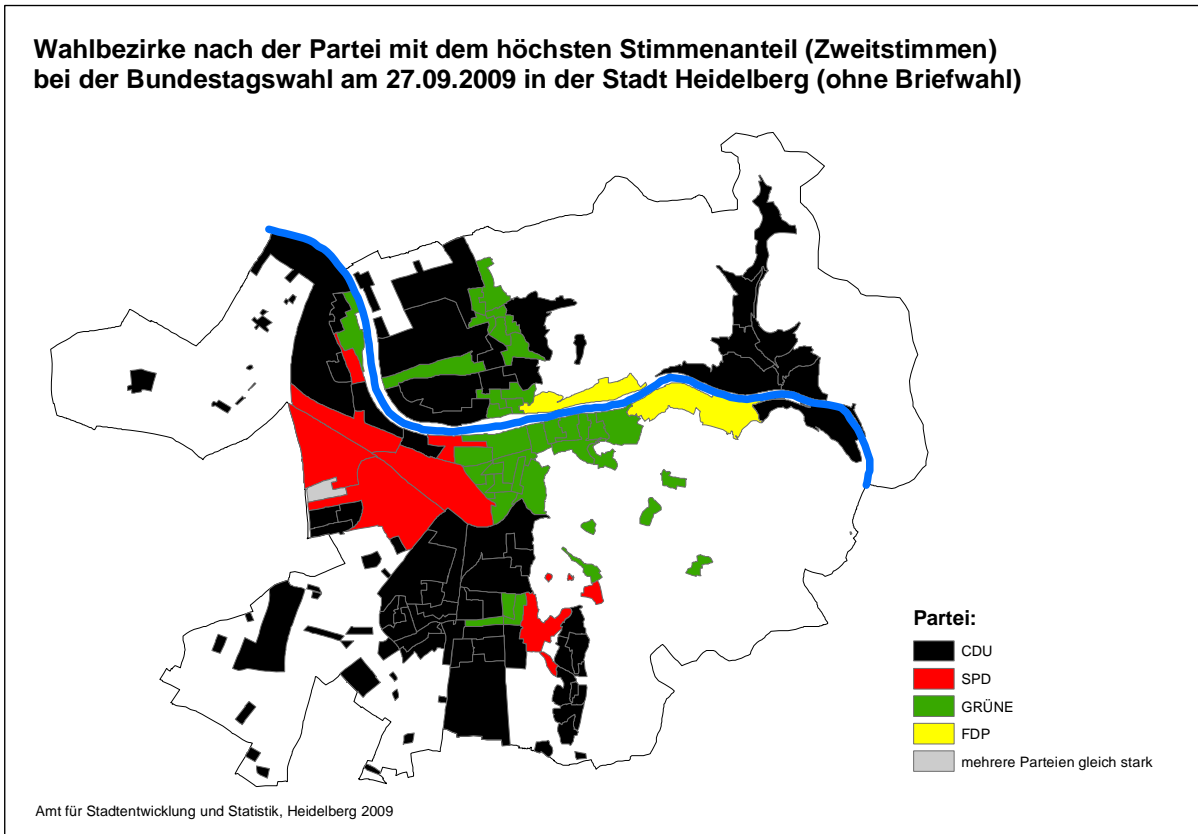 Wahlbezirke nach der Partei mit dem höchsten Stimmenanteil (Zweitstimmen)
bei der Bundestagswahl am 27.09.2009 in der Stadt Heidelberg (ohne Briefwahl)
Partei:
CDU
SPD
GRÜNE
FDP
mehrere Parteien gleich stark
Amt für Stadtentwicklung und Statistik, Heidelberg 2009